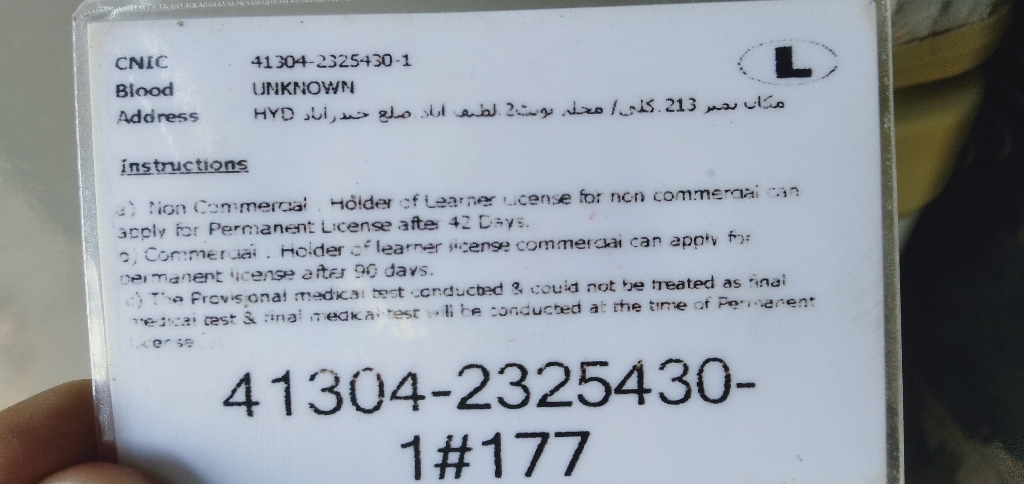 CNIC 41304-2325430-1
L
Blood UNKNOWN
Address مکان نمبر 213 گلی/ محلہ یونٹ2 لطیف آباد ضلع حیدرآباد HYD
Instructions
a) Non Commercial . Holder of Learner License for non commercial can
apply for Permanent License after 42 Days.
b) Commercial . Holder of learner license commercial can apply for
permanent license after 90 days.
c) The Provisional medical test conducted & could not be treated as final
medical test & final medical test will be conducted at the time of Permanent
License
41304-2325430-
1#177